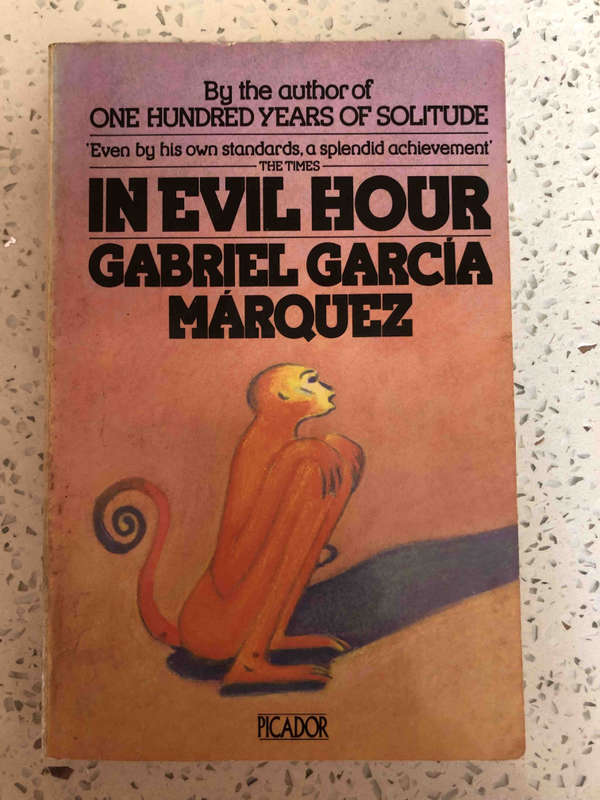 By the author of
ONE HUNDRED YEARS OF SOLITUDE
'Even by his own standards, a splendid achievement'
THE TIMES
IN EVIL HOUR
GABRIEL GARCÍA
MÁRQUEZ
PICADOR